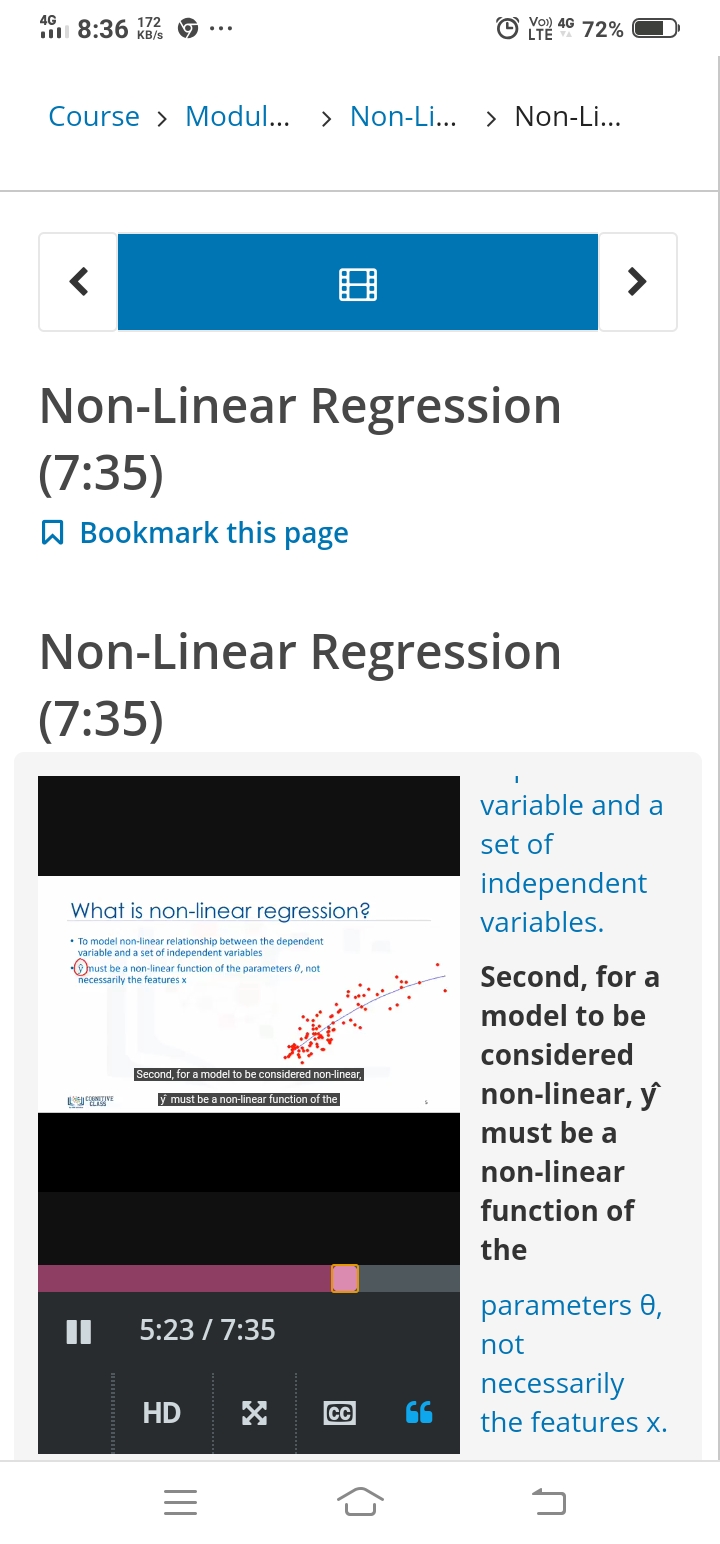 4G 8:36 172 KB/s ... Vo)) LTE 4G 72%
Course > Modul... > Non-Li... > Non-Li...
Non-Linear Regression
(7:35)
Bookmark this page
Non-Linear Regression
(7:35)
What is non-linear regression?
• To model non-linear relationship between the dependent
variable and a set of independent variables
• ŷ must be a non-linear function of the parameters θ, not
necessarily the features x
Second, for a model to be considered non-linear,
ŷ must be a non-linear function of the
COGNITIVE
CLASS
5:23 / 7:35
HD
CC
variable and a
set of
independent
variables.
Second, for a
model to be
considered
non-linear, ŷ
must be a
non-linear
function of
the
parameters θ,
not
necessarily
the features x.